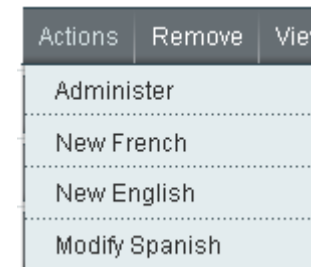 Actions Remove
Administer
New French
New English
Modify Spanish